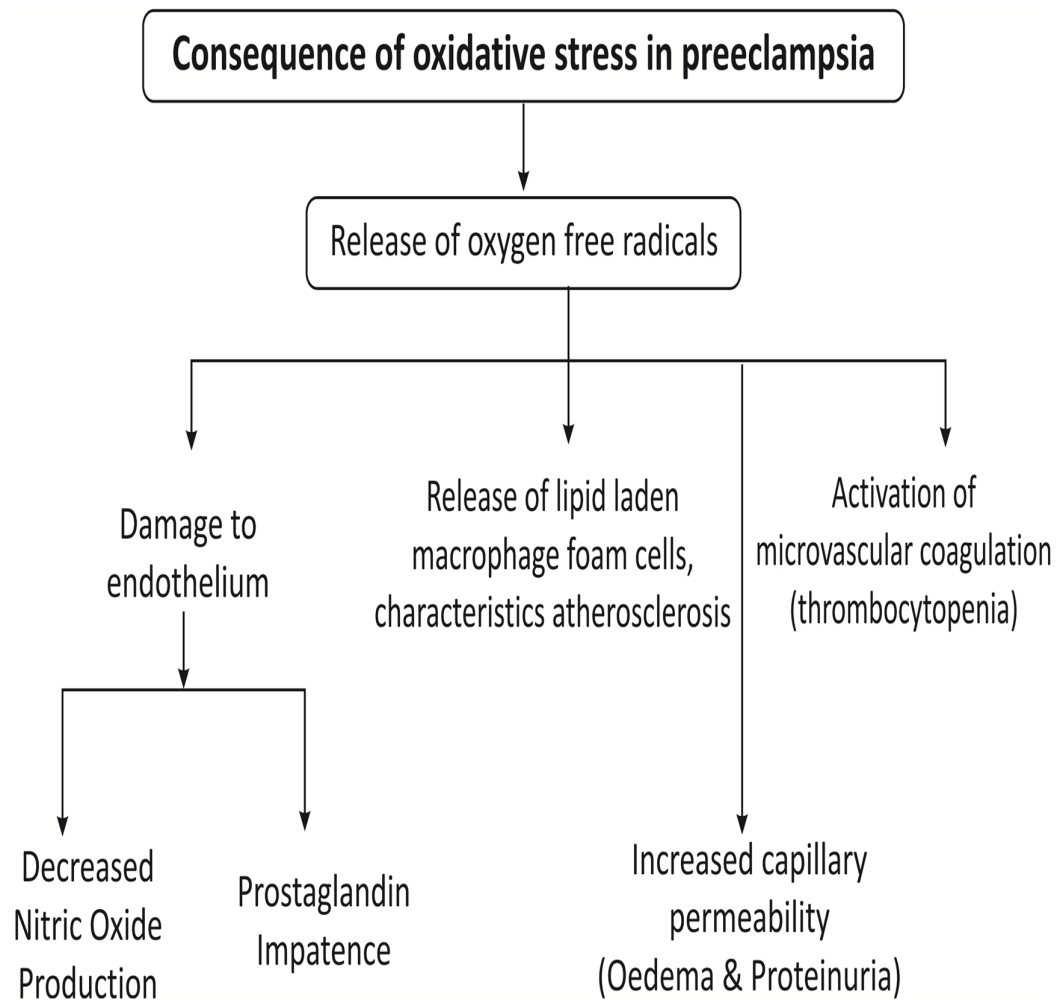 Consequence of oxidative stress in preeclampsia
Release of oxygen free radicals
Damage to
endothelium
Release of lipid laden
macrophage foam cells,
characteristics atherosclerosis
Activation of
microvascular coagulation
(thrombocytopenia)
Decreased
Nitric Oxide
Production
Prostaglandin
Impatence
Increased capillary
permeability
(Oedema & Proteinuria)